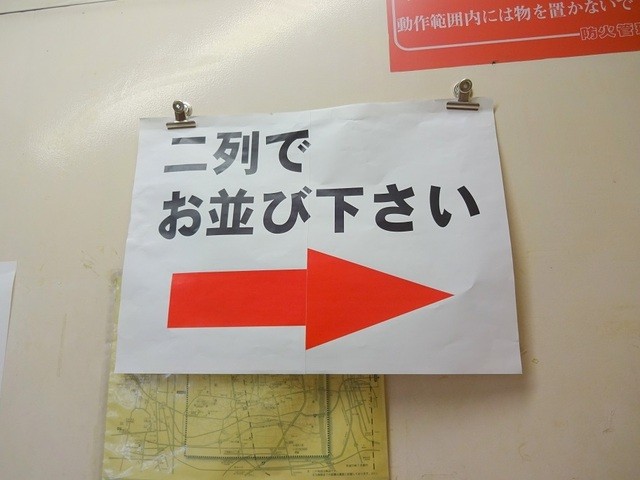 動作範囲内には物を置かないで
防火管理
二列で
お並び下さい